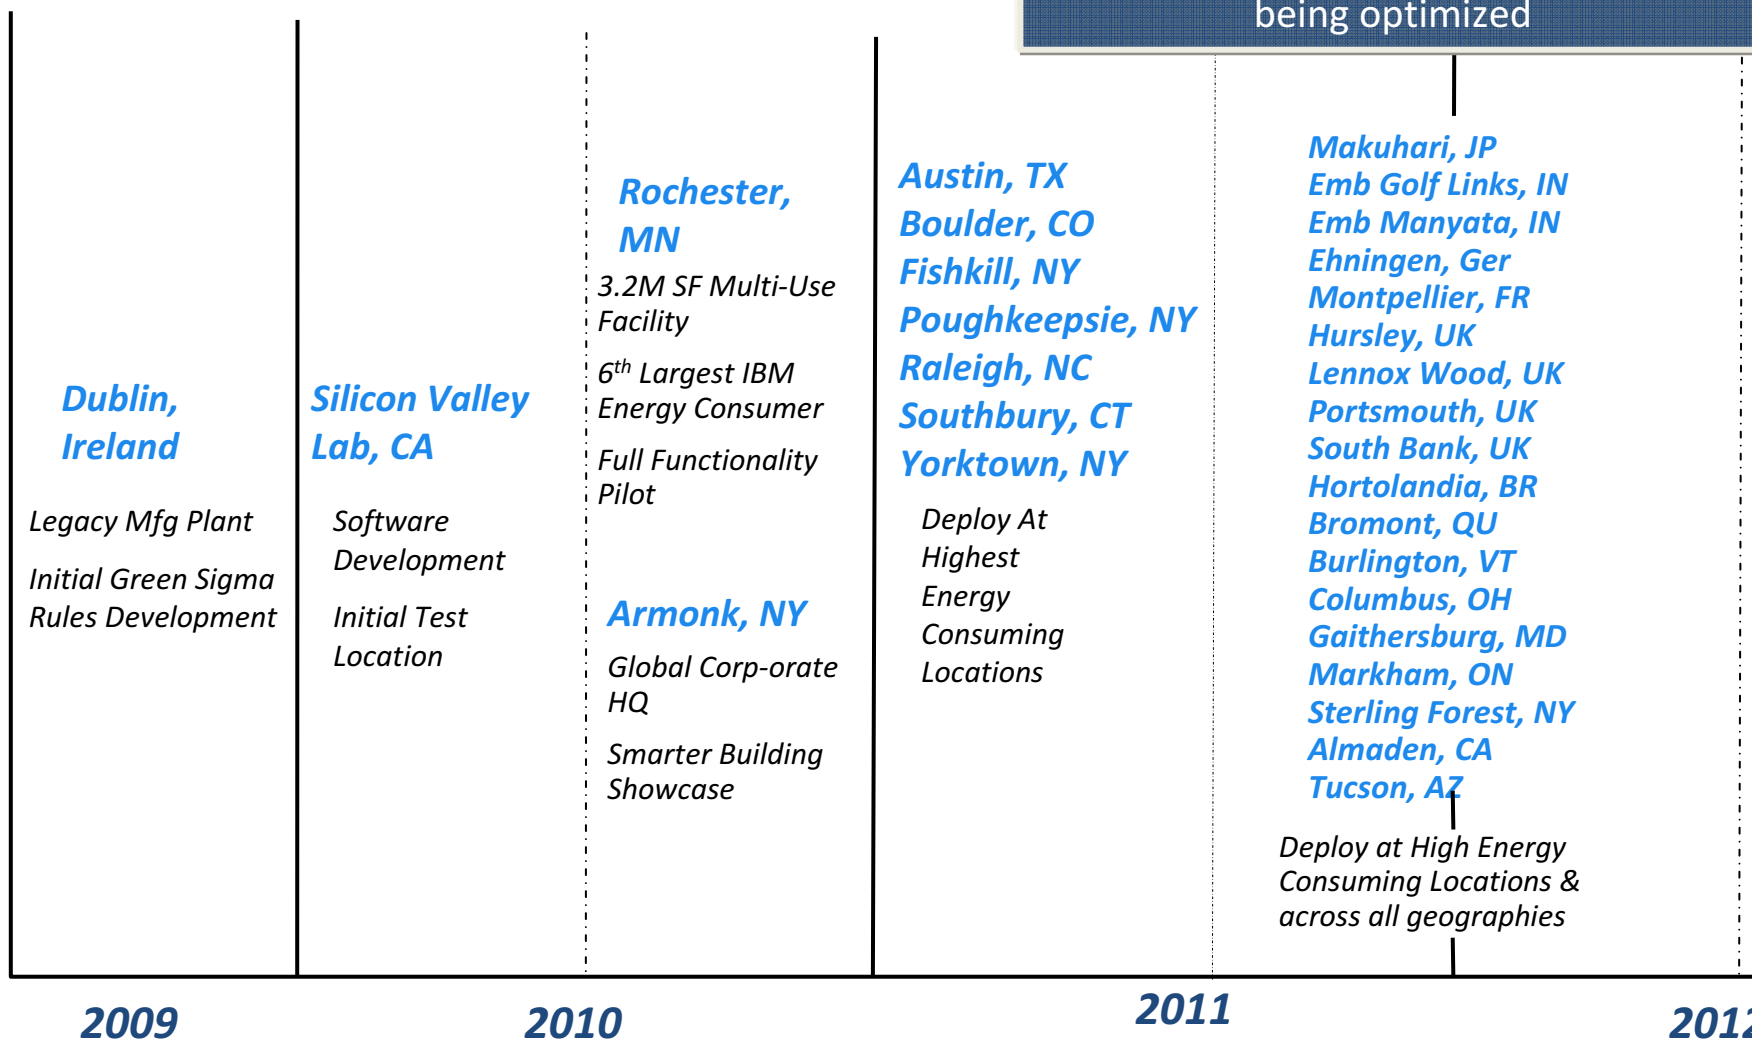 being optimized
Dublin,
Ireland
Legacy Mfg Plant
Initial Green Sigma
Rules Development
Silicon Valley
Lab, CA
Software
Development
Initial Test
Location
Rochester,
MN
3.2M SF Multi-Use
Facility
6th Largest IBM
Energy Consumer
Full Functionality
Pilot
Armonk, NY
Global Corp-orate
HQ
Smarter Building
Showcase
Austin, TX
Boulder, CO
Fishkill, NY
Poughkeepsie, NY
Raleigh, NC
Southbury, CT
Yorktown, NY
Deploy At
Highest
Energy
Consuming
Locations
Makuhari, JP
Emb Golf Links, IN
Emb Manyata, IN
Ehningen, Ger
Montpellier, FR
Hursley, UK
Lennox Wood, UK
Portsmouth, UK
South Bank, UK
Hortolandia, BR
Bromont, QU
Burlington, VT
Columbus, OH
Gaithersburg, MD
Markham, ON
Sterling Forest, NY
Almaden, CA
Tucson, AZ
Deploy at High Energy
Consuming Locations &
across all geographies
2009
2010
2011
2012